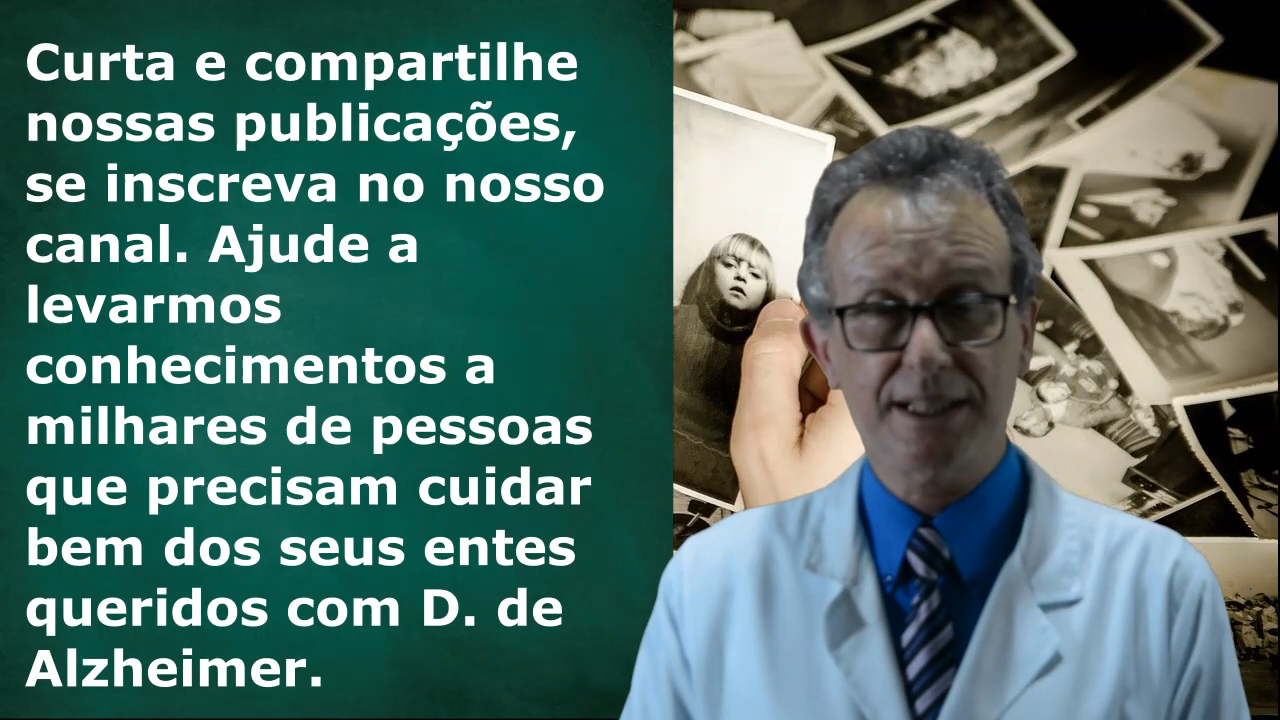 Curta e compartilhe
nossas publicações,
se inscreva no nosso
canal. Ajude a
levarmos
conhecimentos a
milhares de pessoas
que precisam cuidar
bem dos seus entes
queridos com D. de
Alzheimer.